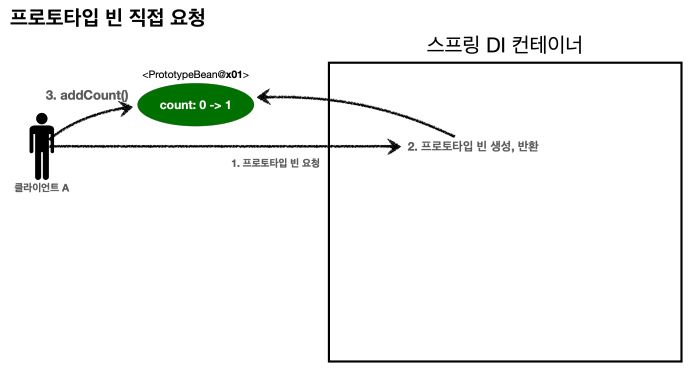 프로토타입 빈 직접 요청
스프링 DI 컨테이너
<PrototypeBean@x01>
3. addCount()
count: 0 -> 1
2. 프로토타입 빈 생성, 반환
1. 프로토타입 빈 요청
클라이언트 A